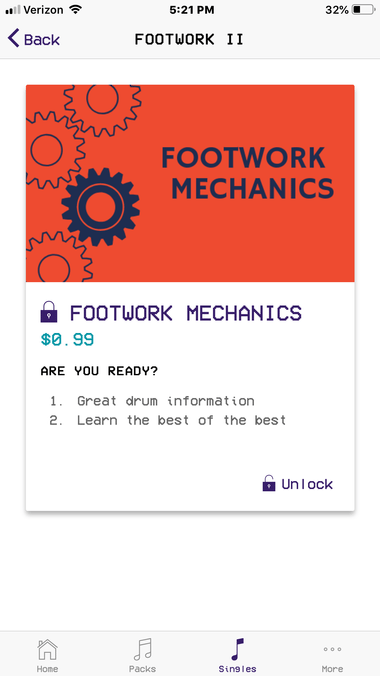 Verizon 5:21 PM 32%
Back FOOTWORK II
FOOTWORK
MECHANICS
FOOTWORK MECHANICS
$0.99
ARE YOU READY?
1. Great drum information
2. Learn the best of the best
Unlock
Home Packs Singles More